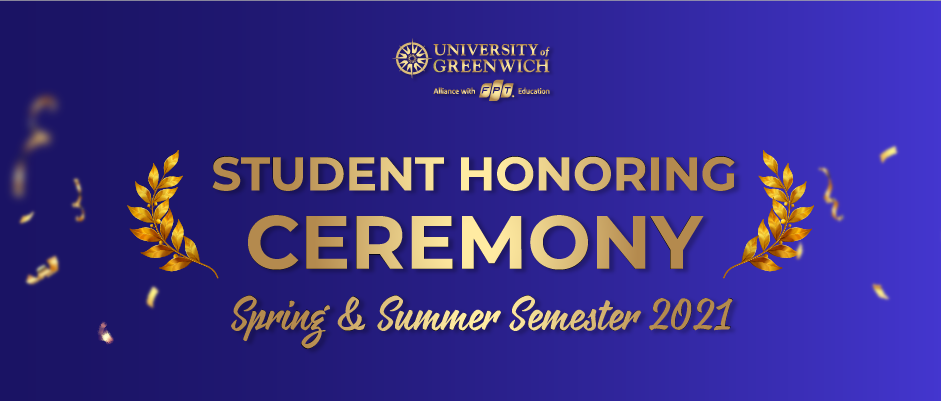 UNIVERSITY of
GREENWICH
Alliance with FPT. Education
STUDENT HONORING
CEREMONY
Spring & Summer Semester 2021